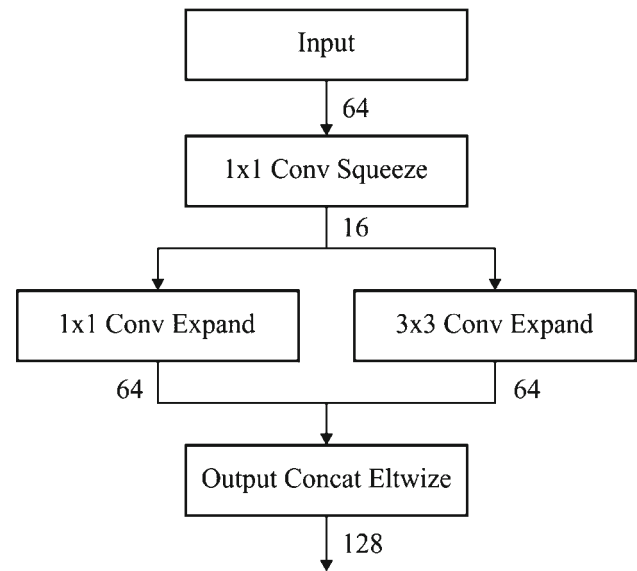 Input
64
1x1 Conv Squeeze
16
1x1 Conv Expand
3x3 Conv Expand
64
64
Output Concat Eltwize
128